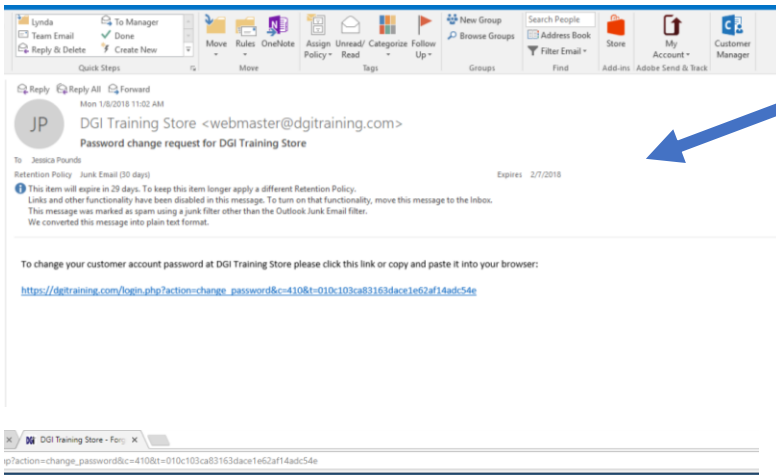 Lynda To Manager
Team Email Done
Reply & Delete Create New
Move Rules OneNote
Assign Policy Unread/ Read Categorize Follow Up
New Group
Browse Groups
Search People
Address Book
Filter Email
Store
My Account
Customer Manager
Quick Steps Move Tags Groups Find Add-ins Adobe Send & Track
Reply Reply All Forward
Mon 1/8/2018 11:02 AM
JP
DGI Training Store <webmaster@dgitraining.com>
Password change request for DGI Training Store
To Jessica Pounds
Retention Policy Junk Email (30 days) Expires 2/7/2018
This item will expire in 29 days. To keep this item longer apply a different Retention Policy.
Links and other functionality have been disabled in this message. To turn on that functionality, move this message to the Inbox.
This message was marked as spam using a junk filter other than the Outlook Junk Email filter.
We converted this message into plain text format.
To change your customer account password at DGI Training Store please click this link or copy and paste it into your browser:
https://dgitraining.com/login.php?action=change_password&c=410&t=010c103ca83163dace1e62af14adc54e
DGI Training Store - Forg
p?action=change_password&c=410&t=010c103ca83163dace1e62af14adc54e